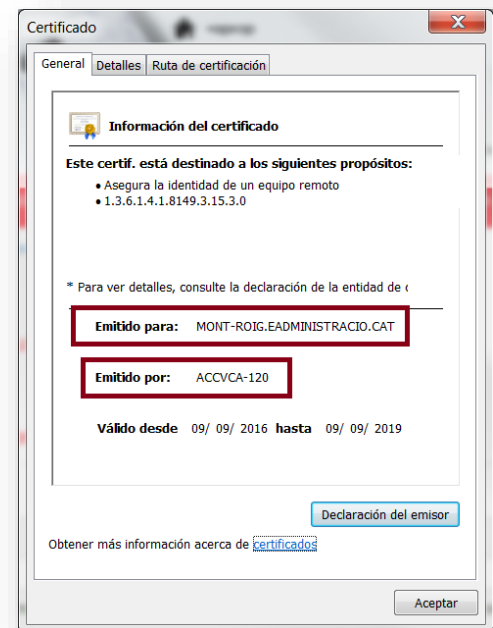 Certificado
General Detalles Ruta de certificación
Información del certificado
Este certif. está destinado a los siguientes propósitos:
• Asegura la identidad de un equipo remoto
• 1.3.6.1.4.1.8149.3.15.3.0
* Para ver detalles, consulte la declaración de la entidad de c
Emitido para: MONT-ROIG.EADMINISTRACIO.CAT
Emitido por: ACCVCA-120
Válido desde 09/ 09/ 2016 hasta 09/ 09/ 2019
Declaración del emisor
Obtener más información acerca de certificados
Aceptar